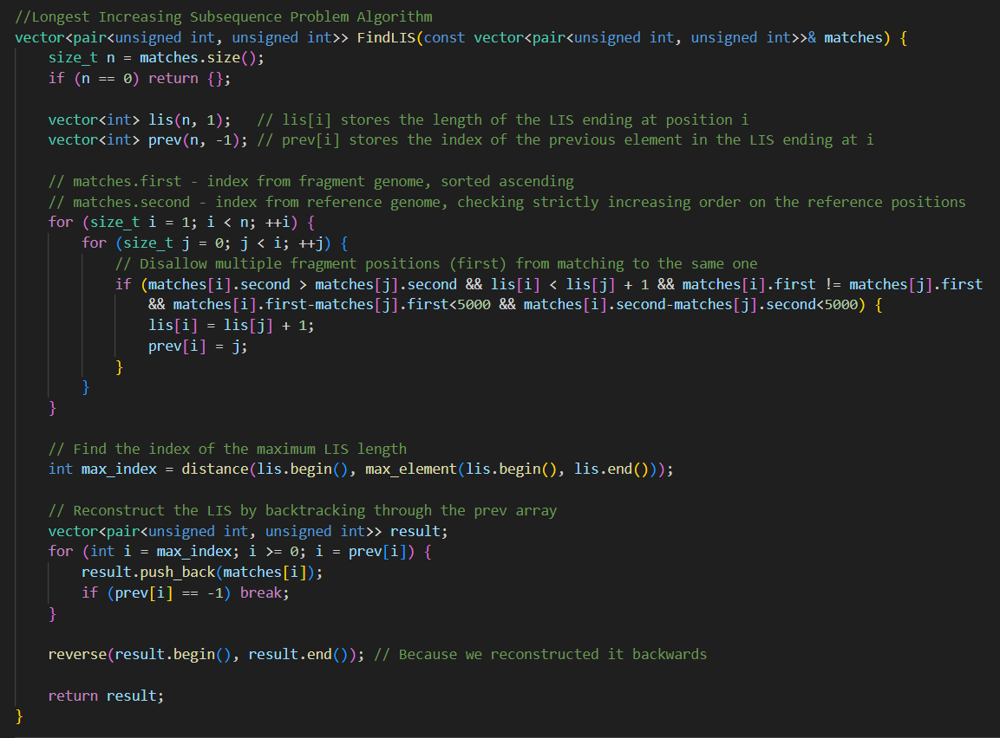 //Longest Increasing Subsequence Problem Algorithm
vector<pair<unsigned int, unsigned int>> FindLIS(const vector<pair<unsigned int, unsigned int>>& matches) {
    size_t n = matches.size();
    if (n == 0) return {};

    vector<int> lis(n, 1);   // lis[i] stores the length of the LIS ending at position i
    vector<int> prev(n, -1); // prev[i] stores the index of the previous element in the LIS ending at i

    // matches.first - index from fragment genome, sorted ascending
    // matches.second - index from reference genome, checking strictly increasing order on the reference positions
    for (size_t i = 1; i < n; ++i) {
        for (size_t j = 0; j < i; ++j) {
            // Disallow multiple fragment positions (first) from matching to the same one
            if (matches[i].second > matches[j].second && lis[i] < lis[j] + 1 && matches[i].first != matches[j].first
                && matches[i].first-matches[j].first<5000 && matches[i].second-matches[j].second<5000) {
                lis[i] = lis[j] + 1;
                prev[i] = j;
            }
        }
    }

    // Find the index of the maximum LIS length
    int max_index = distance(lis.begin(), max_element(lis.begin(), lis.end()));

    // Reconstruct the LIS by backtracking through the prev array
    vector<pair<unsigned int, unsigned int>> result;
    for (int i = max_index; i >= 0; i = prev[i]) {
        result.push_back(matches[i]);
        if (prev[i] == -1) break;
    }

    reverse(result.begin(), result.end()); // Because we reconstructed it backwards

    return result;
}